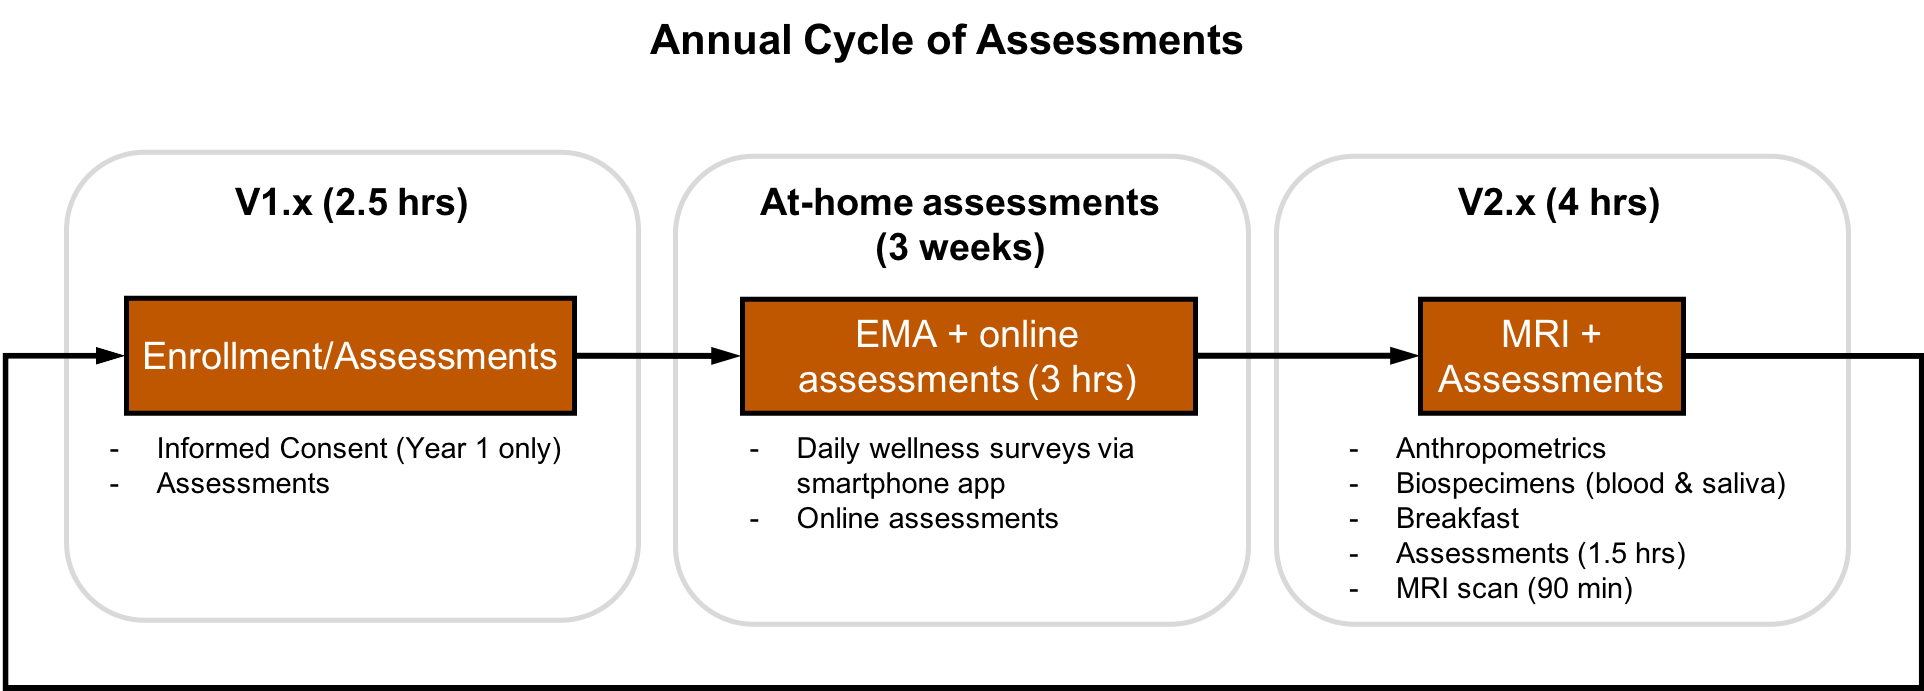 Annual Cycle of Assessments
V1.x (2.5 hrs)
Enrollment/Assessments
- Informed Consent (Year 1 only)
- Assessments
At-home assessments
(3 weeks)
EMA + online
assessments (3 hrs)
- Daily wellness surveys via
smartphone app
- Online assessments
V2.x (4 hrs)
MRI +
Assessments
- Anthropometrics
- Biospecimens (blood & saliva)
- Breakfast
- Assessments (1.5 hrs)
- MRI scan (90 min)